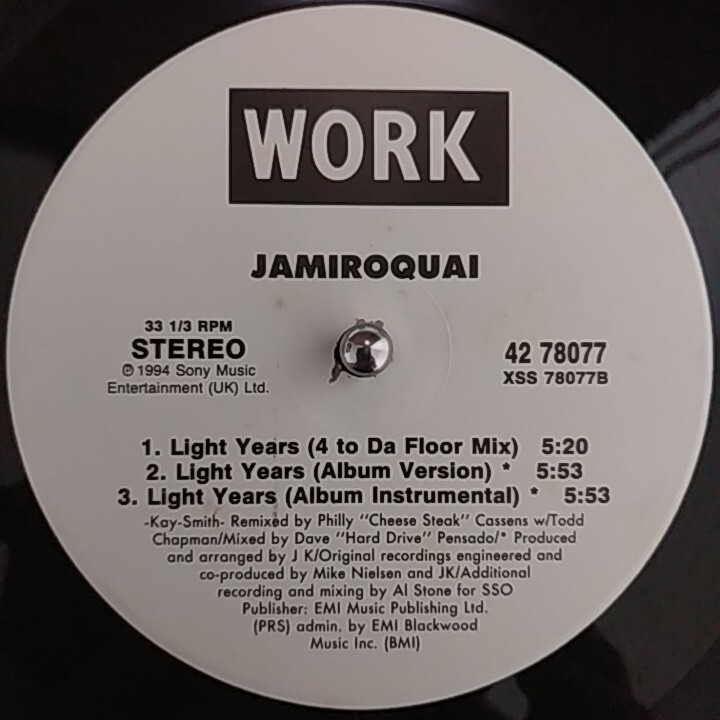 WORK
JAMIROQUAI
33 1/3 RPM
STEREO
℗ 1994 Sony Music
Entertainment (UK) Ltd.
42 78077
XSS 78077B
1. Light Years (4 to Da Floor Mix) 5:20
2. Light Years (Album Version) * 5:53
3. Light Years (Album Instrumental) * 5:53
-Kay-Smith- Remixed by Philly "Cheese Steak" Cassens w/Todd
Chapman/Mixed by Dave "Hard Drive" Pensado/* Produced
and arranged by J K/Original recordings engineered and
co-produced by Mike Nielsen and JK/Additional
recording and mixing by Al Stone for SSO
Publisher: EMI Music Publishing Ltd.
(PRS) admin. by EMI Blackwood
Music Inc. (BMI)